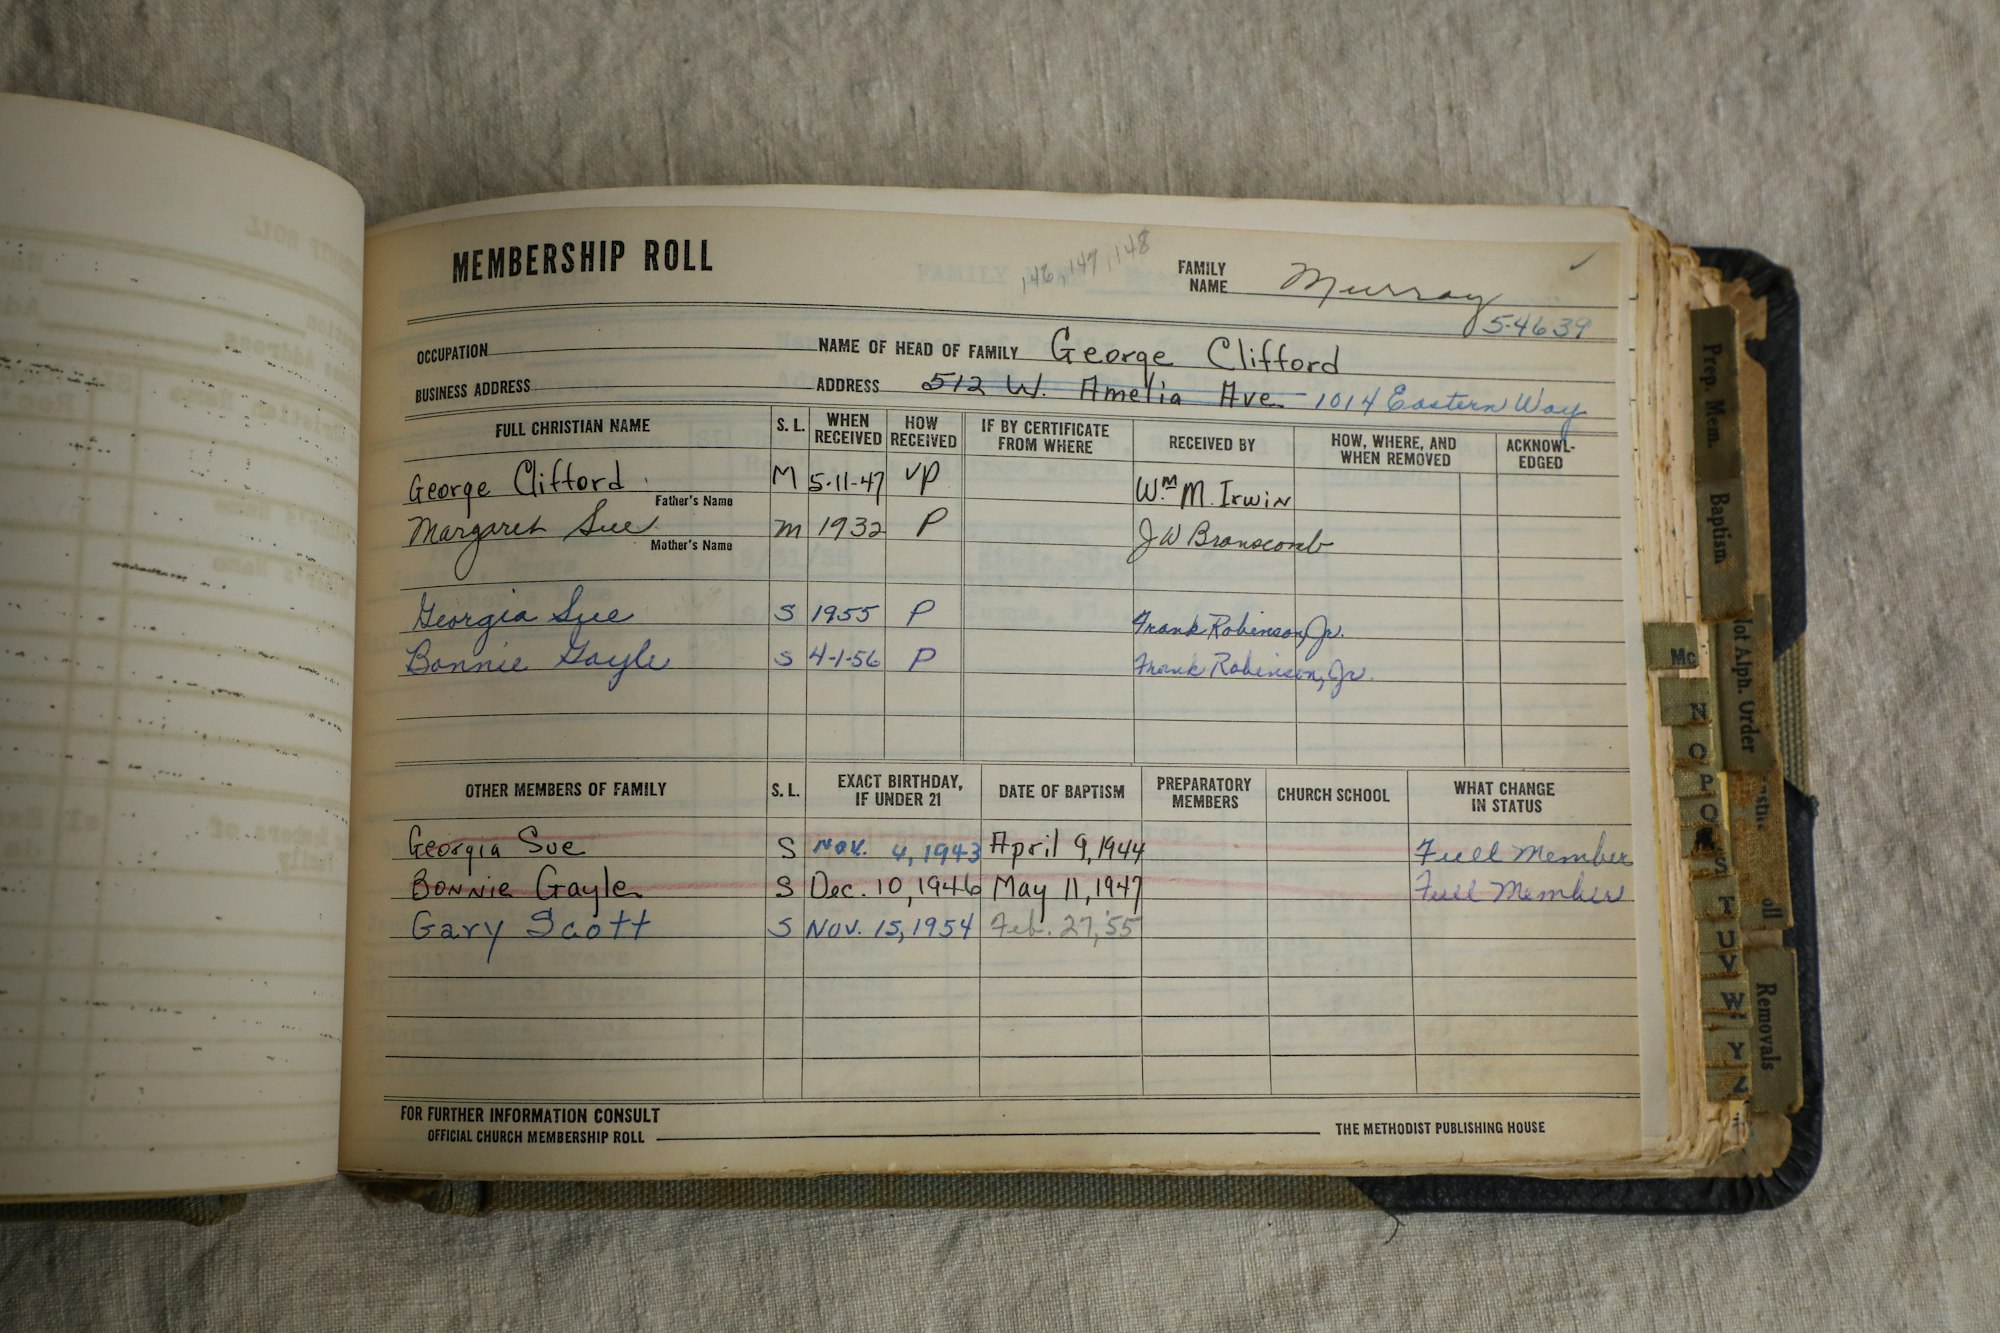 MEMBERSHIP ROLL
146, 147, 148
FAMILY NAME Murray
5-4639
OCCUPATION NAME OF HEAD OF FAMILY George Clifford
BUSINESS ADDRESS ADDRESS 512 W. Amelia Ave 1014 Eastern Way
FULL CHRISTIAN NAME S. L. WHEN RECEIVED HOW RECEIVED IF BY CERTIFICATE FROM WHERE RECEIVED BY HOW, WHERE, AND WHEN REMOVED ACKNOWL-EDGED
George Clifford M 5-11-47 VP Wm M. Irwin
Father's Name
Margaret Sue M 1932 P J W Branscomb
Mother's Name
Georgia Sue S 1955 P Frank Robinson, Jr.
Bonnie Gayle S 4-1-56 P Frank Robinson, Jr.
OTHER MEMBERS OF FAMILY S. L. EXACT BIRTHDAY, IF UNDER 21 DATE OF BAPTISM PREPARATORY MEMBERS CHURCH SCHOOL WHAT CHANGE IN STATUS
Georgia Sue S Nov. 4, 1943 April 9, 1944 Full Member
Bonnie Gayle S Dec. 10, 1946 May 11, 1947 Full Member
Gary Scott S Nov. 15, 1954 Feb. 27, '55
FOR FURTHER INFORMATION CONSULT
OFFICIAL CHURCH MEMBERSHIP ROLL THE METHODIST PUBLISHING HOUSE
Prep. Mem.
Baptism
Alph. Order
Removals
Mc
N
O
P
Q
S
T
U
V
W
Y
Z